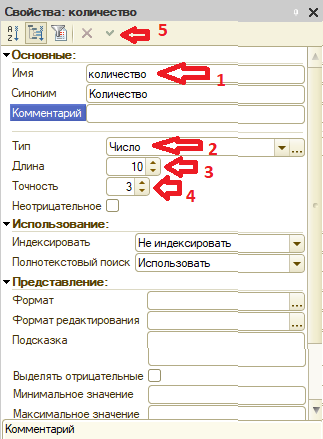 Свойства: количество
5
Основные:
Имя количество 1
Синоним Количество
Комментарий
Тип Число 2
Длина 10 3
Точность 3 4
Неотрицательное
Использование:
Индексировать Не индексировать
Полнотекстовый поиск Использовать
Представление:
Формат ...
Формат редактирования ...
Подсказка
Выделять отрицательные
Минимальное значение
Максимальное значение
Комментарий